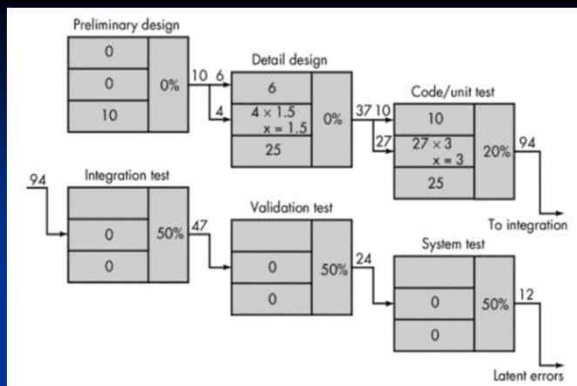 Preliminary design
0
0
10
0%
10 6
4
Detail design
6
4 × 1.5
x = 1.5
25
0%
37 10
27
Code/unit test
10
27 × 3
x = 3
25
20%
94
To integration
94
Integration test
0
0
50%
47
Validation test
0
0
50%
24
System test
0
0
50%
12
Latent errors